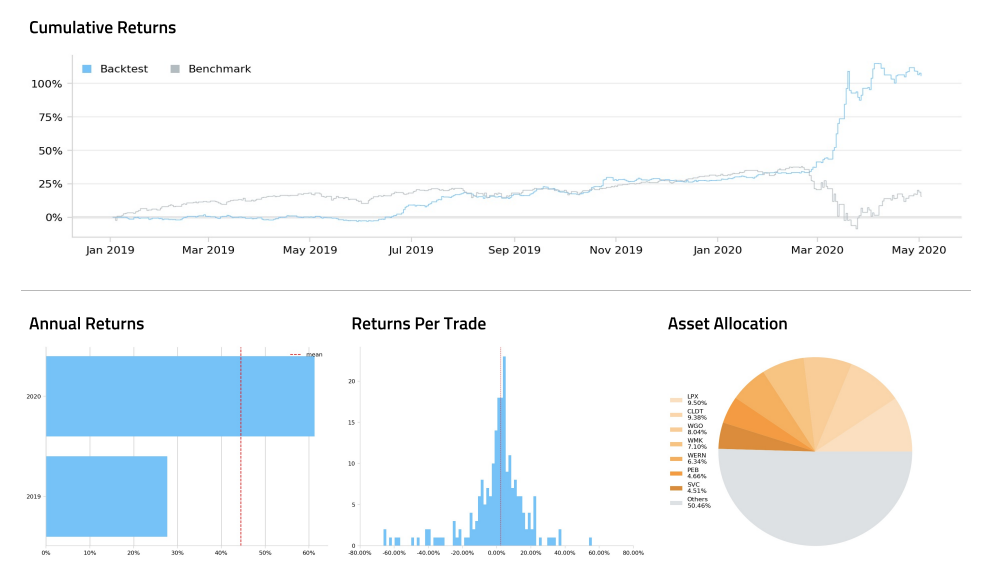 Cumulative Returns
Backtest Benchmark
100%
75%
50%
25%
0%
Jan 2019 Mar 2019 May 2019 Jul 2019 Sep 2019 Nov 2019 Jan 2020 Mar 2020 May 2020
Annual Returns
mean
2020
2019
0% 10% 20% 30% 40% 50% 60%
Returns Per Trade
20
15
10
5
0
-80.00% -60.00% -40.00% -20.00% 0.00% 20.00% 40.00% 60.00% 80.00%
Asset Allocation
LPX
9.50%
CLDT
9.38%
WGO
8.04%
WMK
7.10%
WERN
6.34%
PEB
4.66%
SVC
4.51%
Others
50.46%